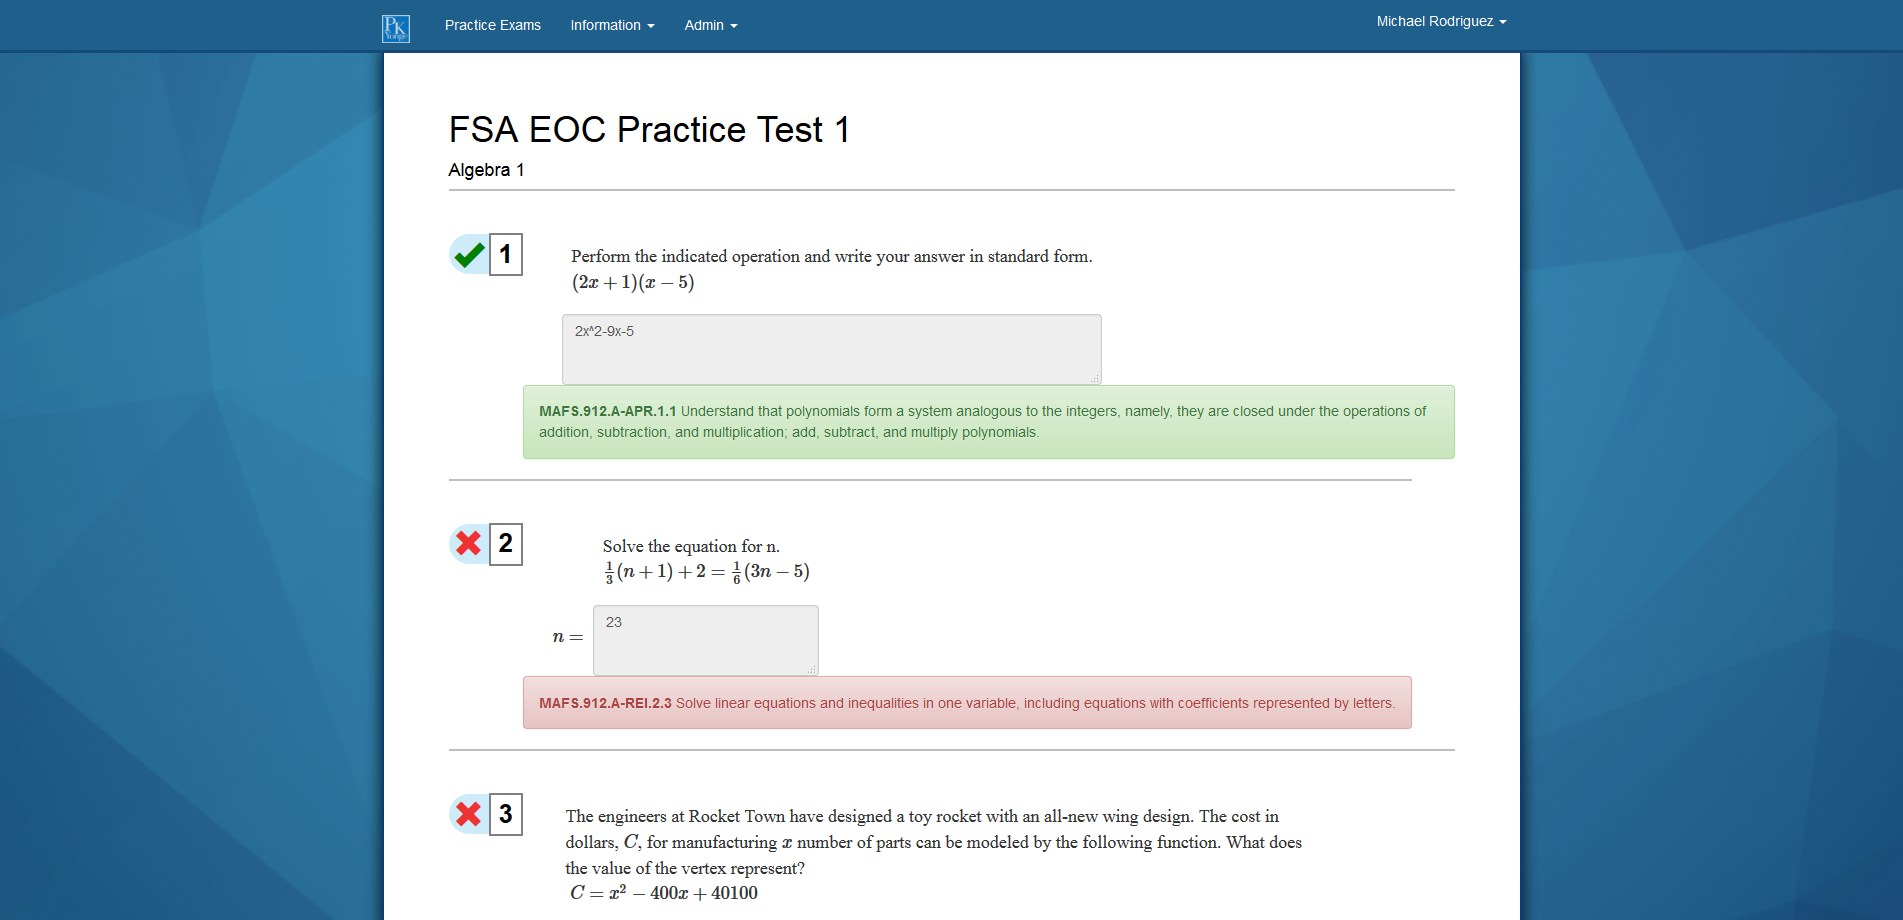 PK
Practice Exams Information Admin Michael Rodriguez
FSA EOC Practice Test 1
Algebra 1
1 Perform the indicated operation and write your answer in standard form.
(2x + 1)(x − 5)
2x^2-9x-5
MAFS.912.A-APR.1.1 Understand that polynomials form a system analogous to the integers, namely, they are closed under the operations of
addition, subtraction, and multiplication; add, subtract, and multiply polynomials.
2 Solve the equation for n.
1/3(n + 1) + 2 = 1/6(3n − 5)
n = 23
MAFS.912.A-REI.2.3 Solve linear equations and inequalities in one variable, including equations with coefficients represented by letters.
3 The engineers at Rocket Town have designed a toy rocket with an all-new wing design. The cost in
dollars, C, for manufacturing x number of parts can be modeled by the following function. What does
the value of the vertex represent?
C = x² − 400x + 40100